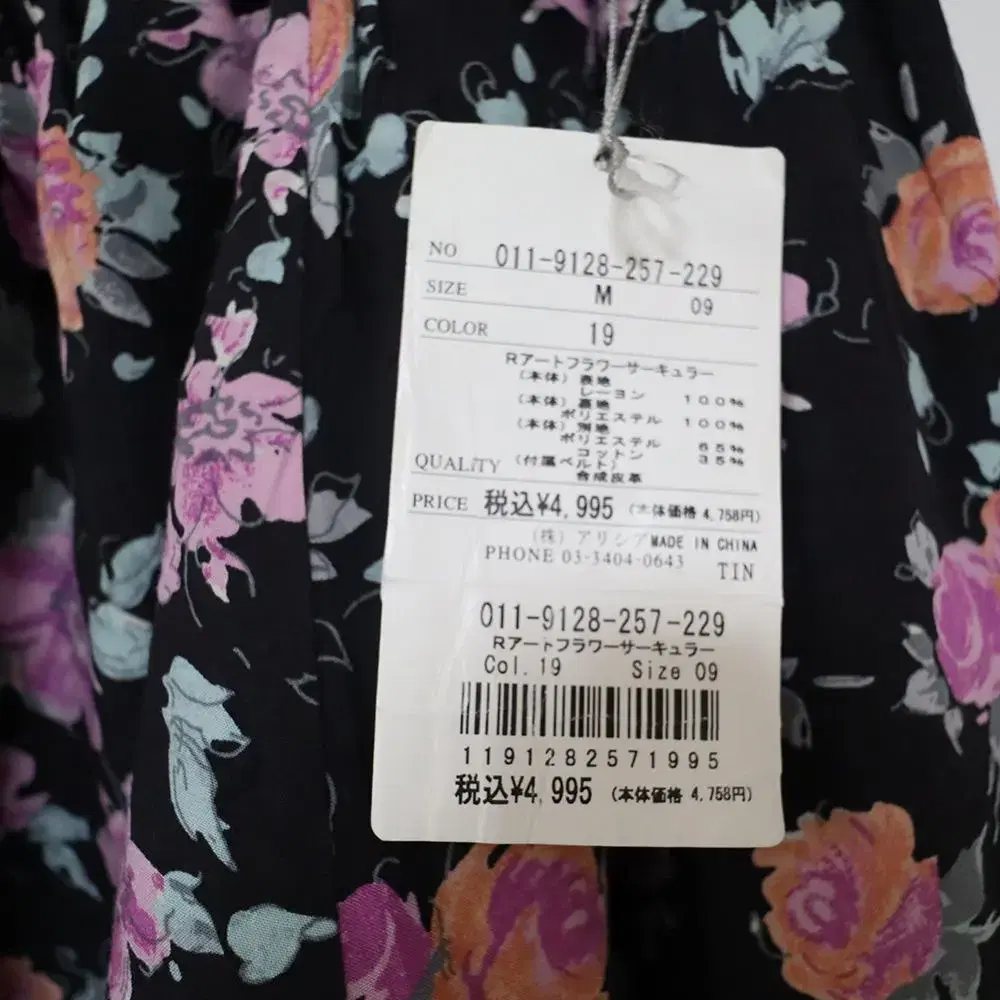 NO 011-9128-257-229
SIZE M 09
COLOR 19
Rアートフラワーサーキュラー
(本体) 表地
レーヨン 100%
(本体) 裏地
ポリエステル 100%
(本体) 別地
ポリエステル 65%
コットン 35%
QUALITY (付属ベルト)
合成皮革
PRICE 税込¥4,995 (本体価格 4,758円)
(株) アリシア MADE IN CHINA
PHONE 03-3404-0643 TIN
011-9128-257-229
Rアートフラワーサーキュラー
Col.19 Size 09
1191282571995
税込¥4,995 (本体価格 4,758円)